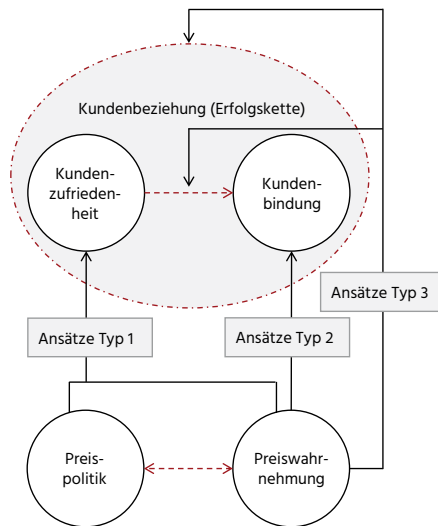 Kundenbeziehung (Erfolgskette)
Kunden-
zufrieden-
heit
Kunden-
bindung
Ansätze Typ 3
Ansätze Typ 1
Ansätze Typ 2
Preis-
politik
Preiswahr-
nehmung